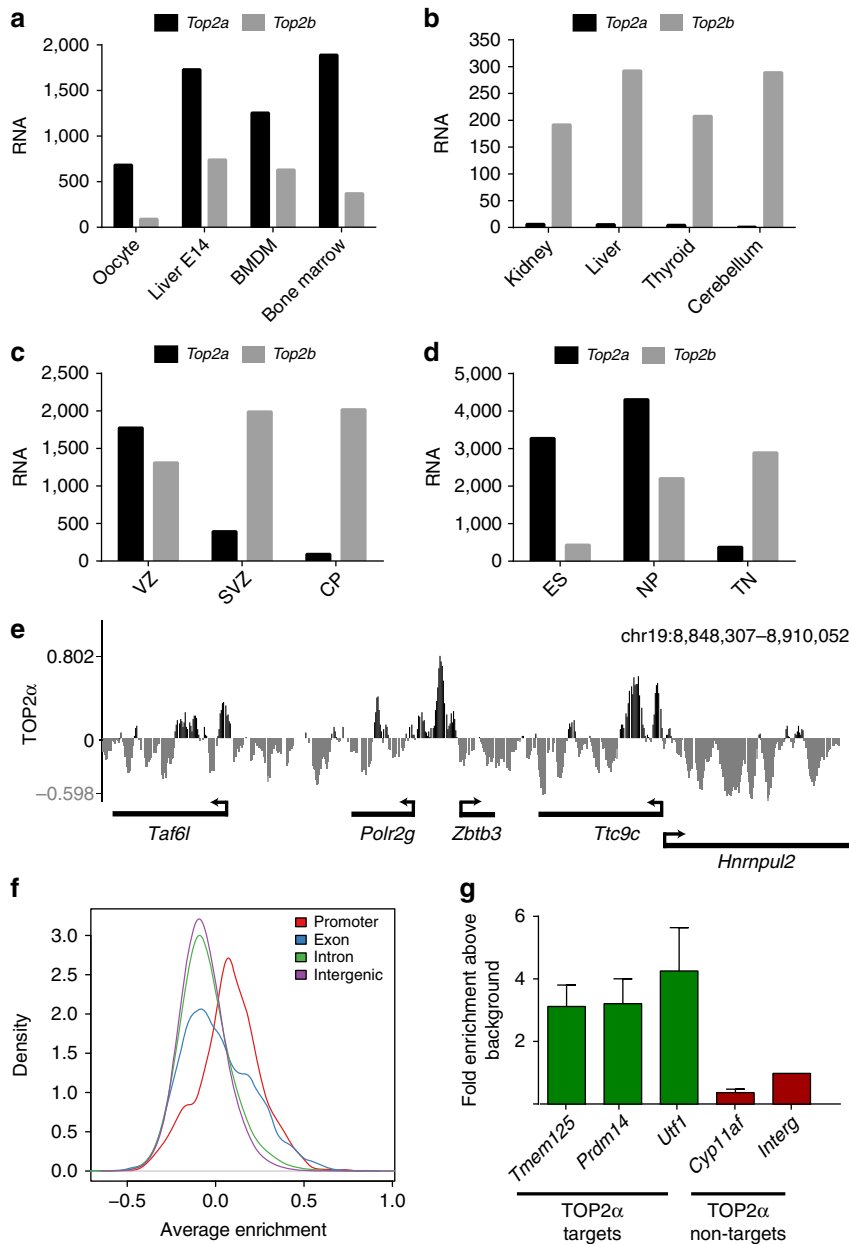 a
Top2a Top2b
2,000
1,500
1,000
500
0
RNA
Oocyte
Liver E14
BMDM
Bone marrow
b
Top2a Top2b
350
300
250
200
150
100
50
0
RNA
Kidney
Liver
Thyroid
Cerebellum
c
Top2a Top2b
2,500
2,000
1,500
1,000
500
0
RNA
VZ
SVZ
CP
d
Top2a Top2b
5,000
4,000
3,000
2,000
1,000
0
RNA
ES
NP
TN
e
chr19:8,848,307–8,910,052
TOP2α
0.802
0
−0.598
Taf6l
Polr2g
Zbtb3
Ttc9c
Hnrnpul2
f
Promoter
Exon
Intron
Intergenic
3.0
2.5
2.0
1.5
1.0
0.5
0.0
Density
−0.5 0.0 0.5 1.0
Average enrichment
g
6
4
2
Fold enrichment above
background
Tmem125
Prdm14
Utf1
Cyp11af
Interg
TOP2α
targets
TOP2α
non-targets